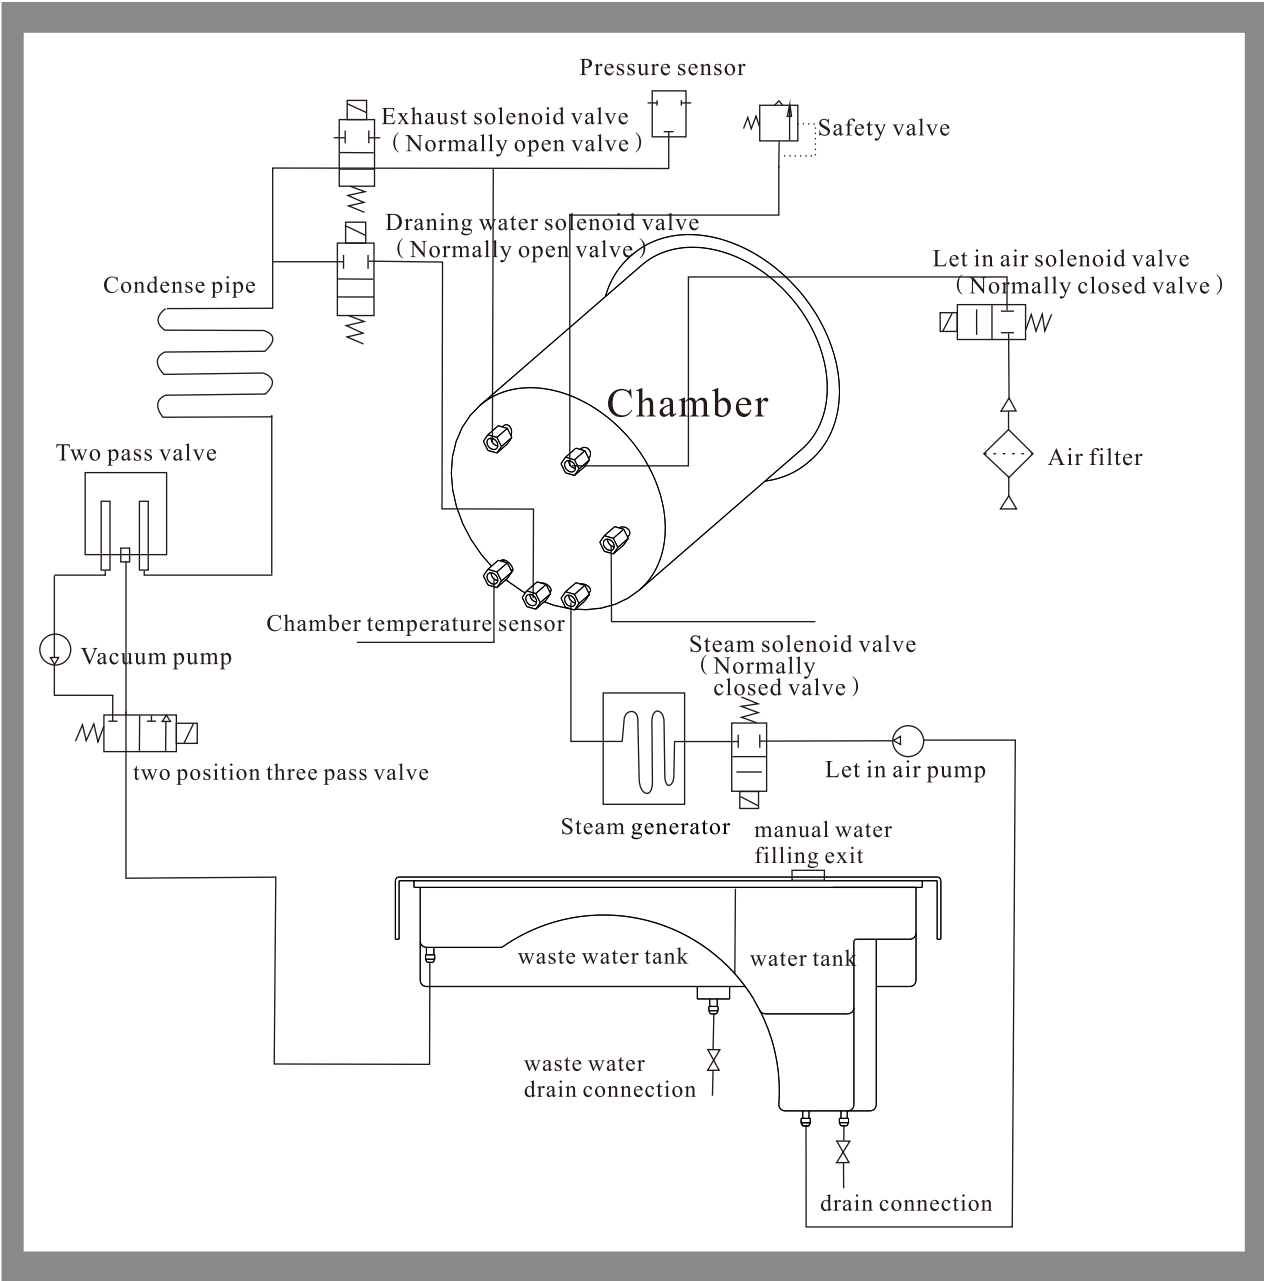 Pressure sensor
Exhaust solenoid valve
(Normally open valve)
Safety valve
Draning water solenoid valve
(Normally open valve)
Let in air solenoid valve
(Normally closed valve)
Condense pipe
Chamber
Two pass valve
Air filter
Chamber temperature sensor
Steam solenoid valve
(Normally
closed valve)
Vacuum pump
two position three pass valve
Let in air pump
Steam generator
manual water
filling exit
waste water tank
water tank
waste water
drain connection
drain connection